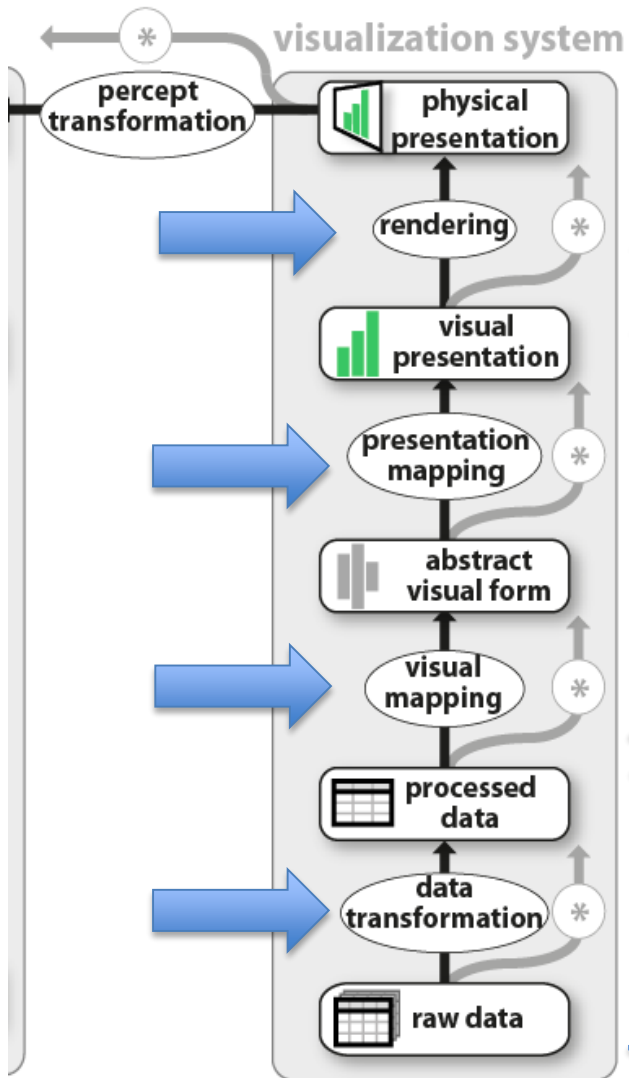 *
visualization system
percept
transformation
physical
presentation
rendering
*
visual
presentation
presentation
mapping
*
abstract
visual form
visual
mapping
*
processed
data
data
transformation
*
raw data